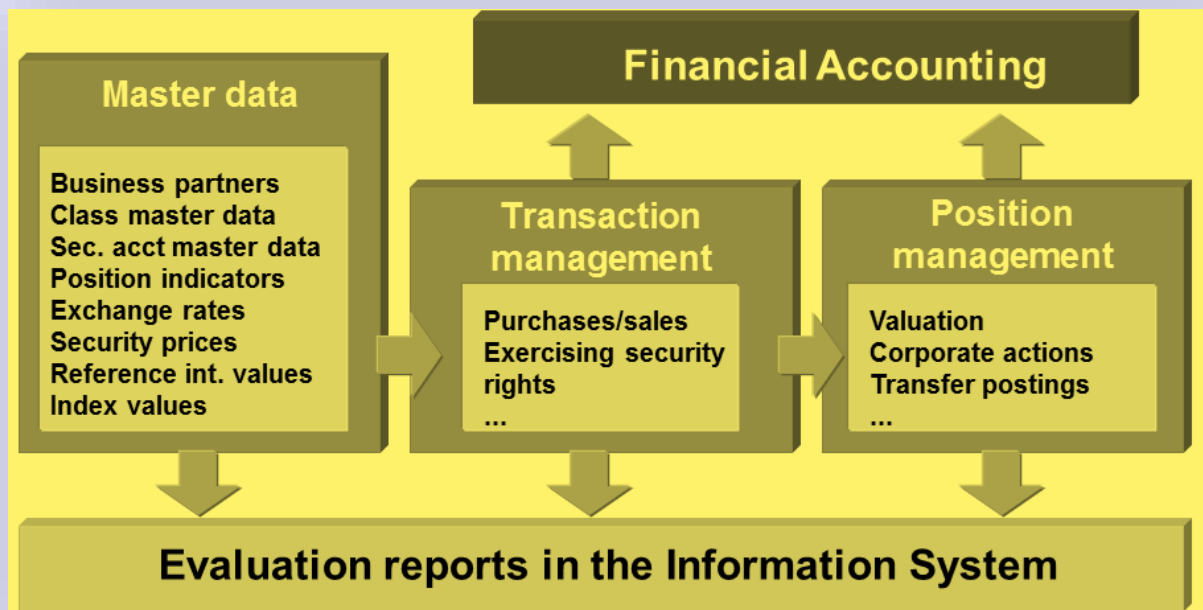 Financial Accounting
Master data
Business partners
Class master data
Sec. acct master data
Position indicators
Exchange rates
Security prices
Reference int. values
Index values
Transaction
management
Purchases/sales
Exercising security
rights
...
Position
management
Valuation
Corporate actions
Transfer postings
...
Evaluation reports in the Information System